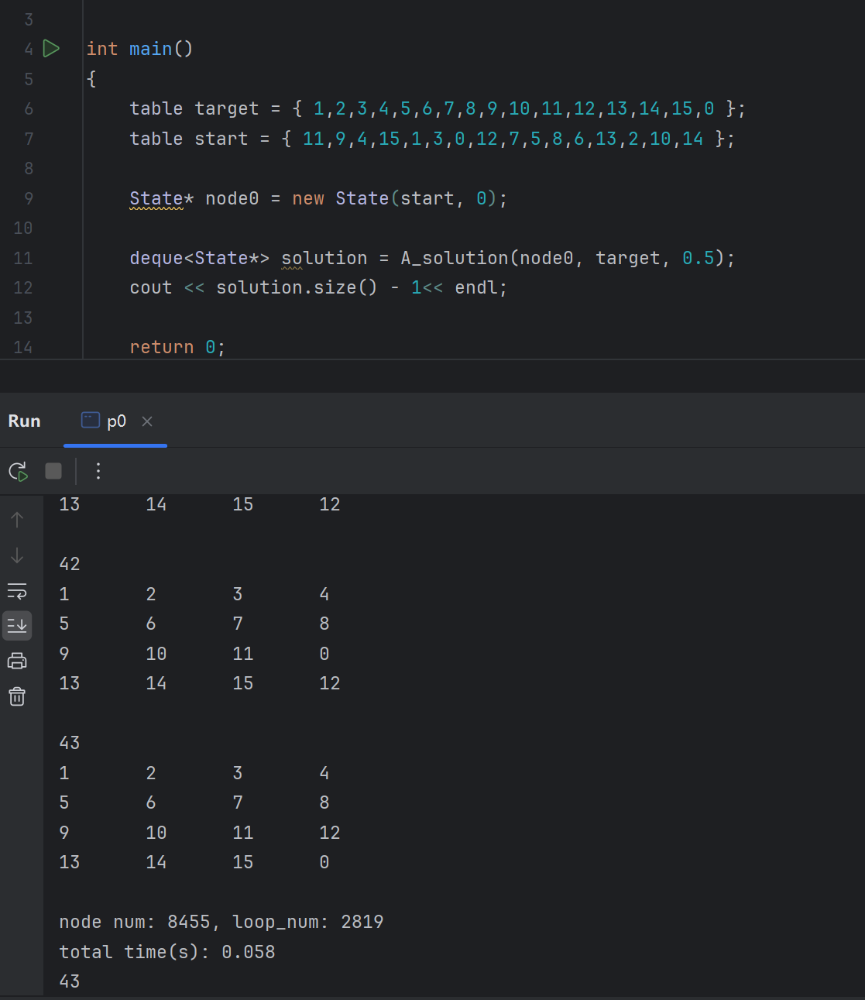 3
4 int main()
5 {
6 table target = { 1,2,3,4,5,6,7,8,9,10,11,12,13,14,15,0 };
7 table start = { 11,9,4,15,1,3,0,12,7,5,8,6,13,2,10,14 };
8
9 State* node0 = new State(start, 0);
10
11 deque<State*> solution = A_solution(node0, target, 0.5);
12 cout << solution.size() - 1<< endl;
13
14 return 0;
Run p0
13 14 15 12
42
1 2 3 4
5 6 7 8
9 10 11 0
13 14 15 12
43
1 2 3 4
5 6 7 8
9 10 11 12
13 14 15 0
node num: 8455, loop_num: 2819
total time(s): 0.058
43